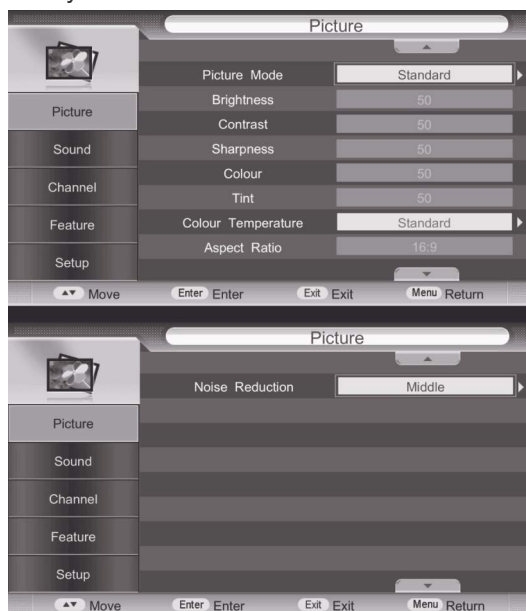 Picture
Picture Mode Standard
Brightness 50
Picture
Contrast 50
Sound
Sharpness 50
Colour 50
Channel
Tint 50
Feature
Colour Temperature Standard
Aspect Ratio 16:9
Setup
Move Enter Enter Exit Exit Menu Return
Picture
Noise Reduction Middle
Picture
Sound
Channel
Feature
Setup
Move Enter Enter Exit Exit Menu Return